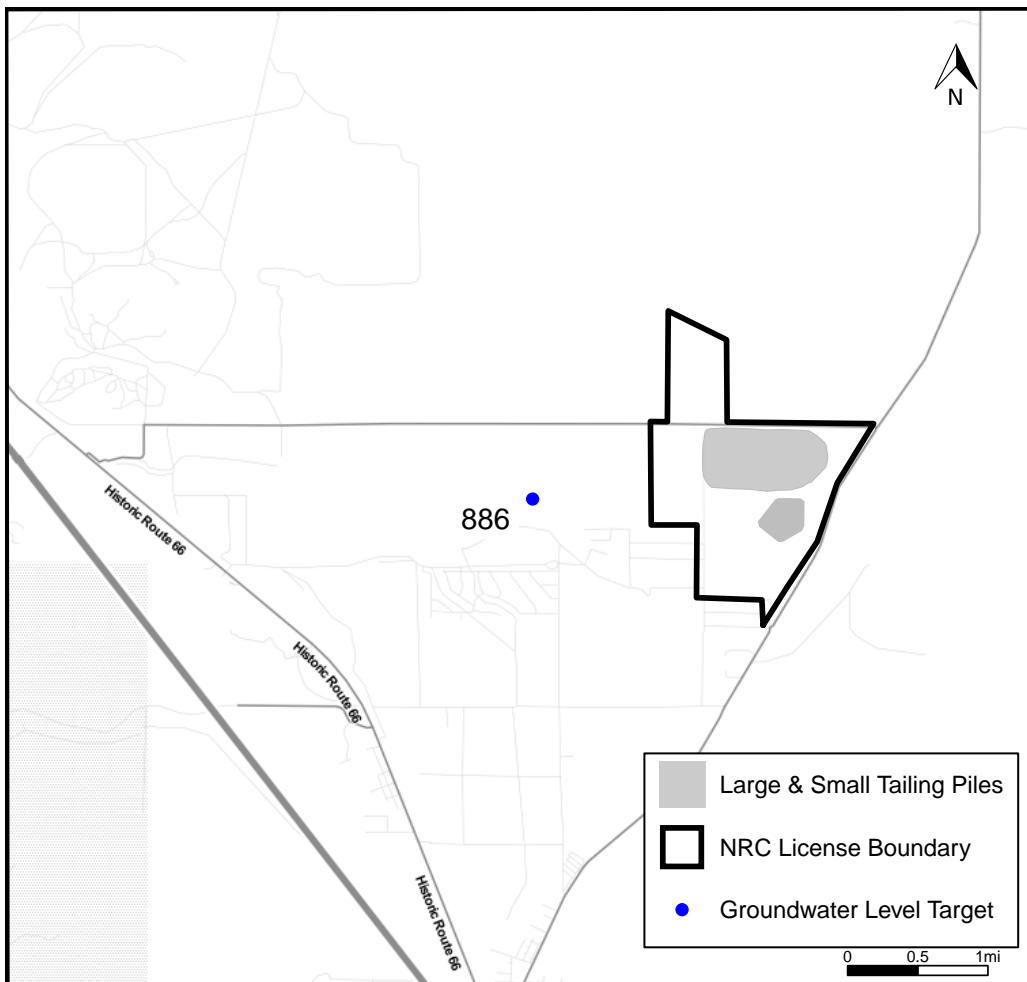 N
886
Historic Route 66
Historic Route 66
Historic Route 66
Large & Small Tailing Piles
NRC License Boundary
Groundwater Level Target
0 0.5 1mi